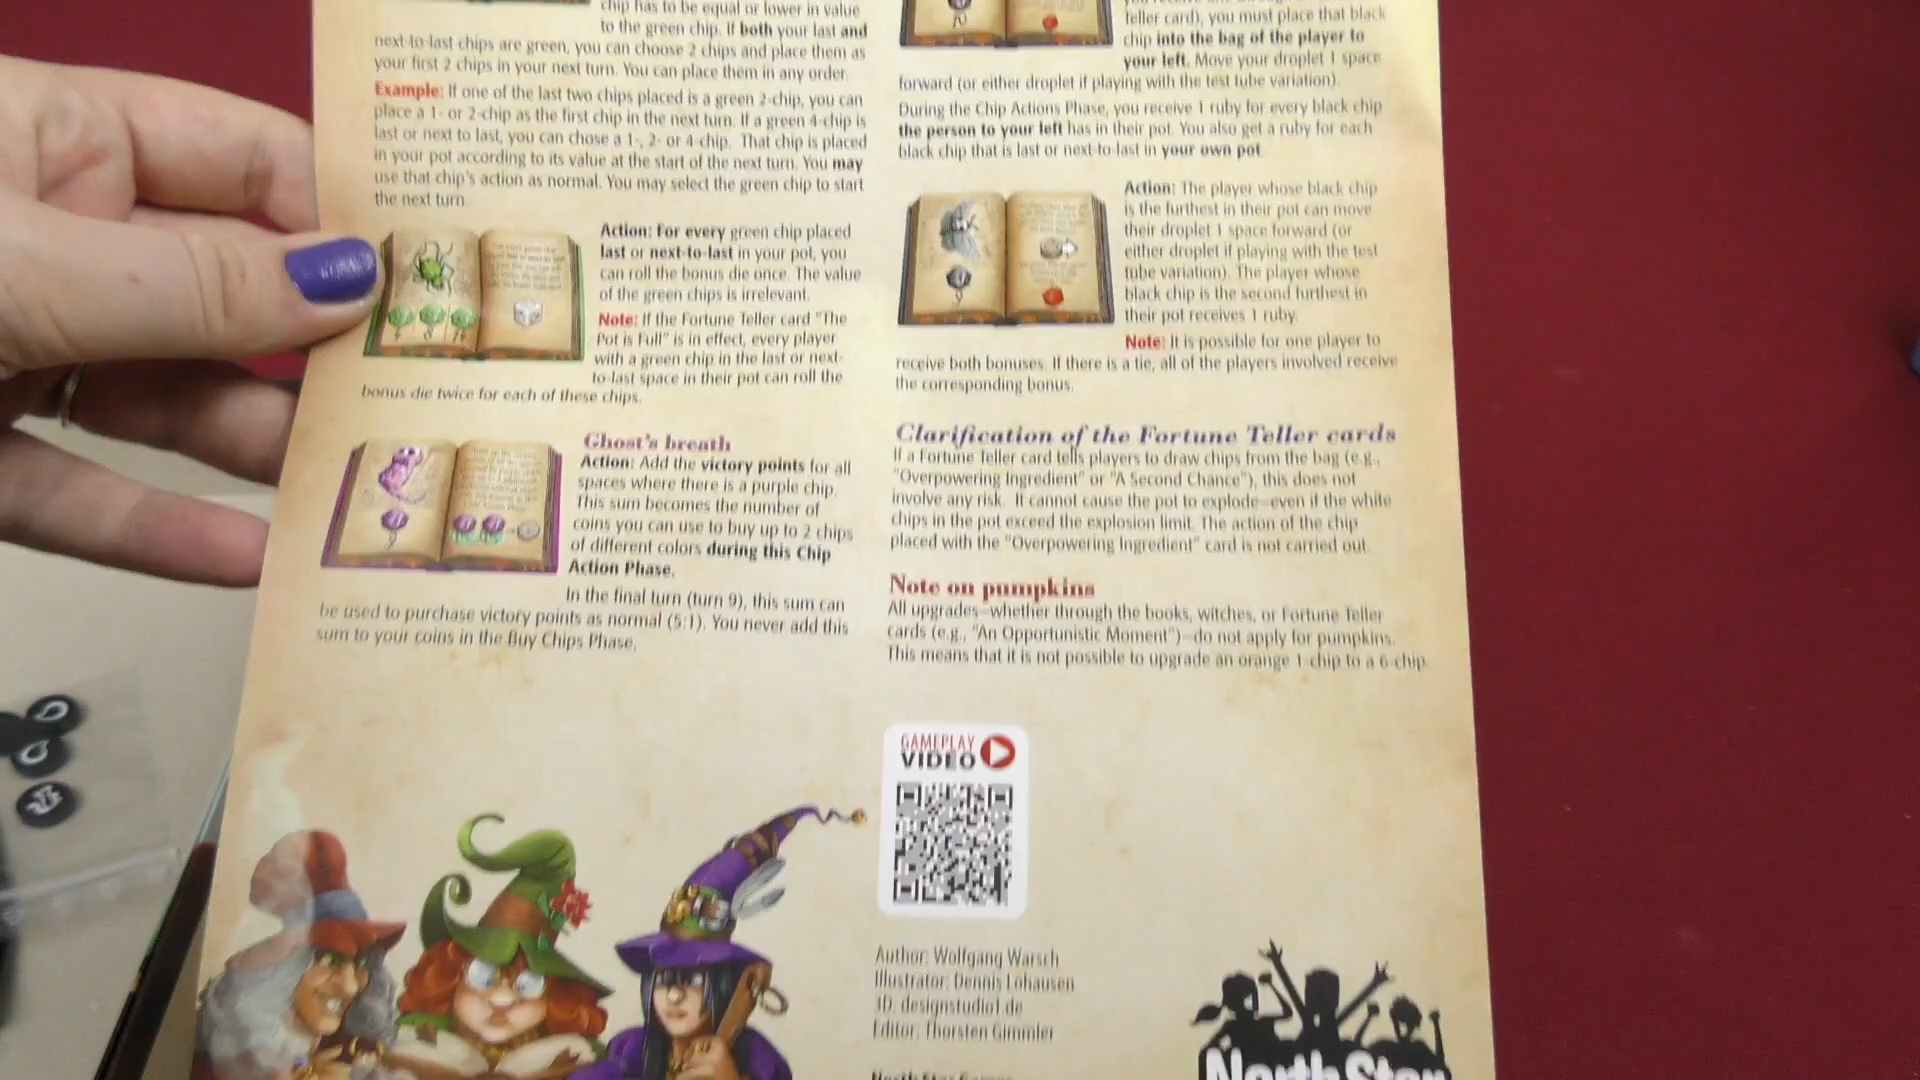 chip has to be equal or lower in value
to the green chip. If both your last and
next-to-last chips are green, you can choose 2 chips and place them as
your first 2 chips in your next turn. You can place them in any order.
Example: If one of the last two chips placed is a green 2-chip, you can
place a 1- or 2-chip as the first chip in the next turn. If a green 4-chip is
last or next to last, you can chose a 1-, 2- or 4-chip. That chip is placed
in your pot according to its value at the start of the next turn. You may
use that chip's action as normal. You may select the green chip to start
the next turn.
Action: For every green chip placed
last or next-to-last in your pot, you
can roll the bonus die once. The value
of the green chips is irrelevant.
Note: If the Fortune Teller card "The
Pot is Full" is in effect, every player
with a green chip in the last or next-
to-last space in their pot can roll the
bonus die twice for each of these chips.
Ghost's breath
Action: Add the victory points for all
spaces where there is a purple chip.
This sum becomes the number of
coins you can use to buy up to 2 chips
of different colors during this Chip
Action Phase.
In the final turn (turn 9), this sum can
be used to purchase victory points as normal (5:1). You never add this
sum to your coins in the Buy Chips Phase.
Teller card), you must place that black
chip into the bag of the player to
your left. Move your droplet 1 space
forward (or either droplet if playing with the test tube variation).
During the Chip Actions Phase, you receive 1 ruby for every black chip
the person to your left has in their pot. You also get a ruby for each
black chip that is last or next-to-last in your own pot.
Action: The player whose black chip
is the furthest in their pot can move
their droplet 1 space forward (or
either droplet if playing with the test
tube variation). The player whose
black chip is the second furthest in
their pot receives 1 ruby.
Note: It is possible for one player to
receive both bonuses. If there is a tie, all of the players involved receive
the corresponding bonus.
Clarification of the Fortune Teller cards
If a Fortune Teller card tells players to draw chips from the bag (e.g.,
"Overpowering Ingredient" or "A Second Chance"), this does not
involve any risk. It cannot cause the pot to explode—even if the white
chips in the pot exceed the explosion limit. The action of the chip
placed with the "Overpowering Ingredient" card is not carried out.
Note on pumpkins
All upgrades—whether through the books, witches, or Fortune Teller
cards (e.g., "An Opportunistic Moment")—do not apply for pumpkins.
This means that it is not possible to upgrade an orange 1-chip to a 6-chip.
GAMEPLAY
VIDEO
Author: Wolfgang Warsch
Illustrator: Dennis Lohausen
3D: designstudio1.de
Editor: Thorsten Gimmler
North Star Games
North Star